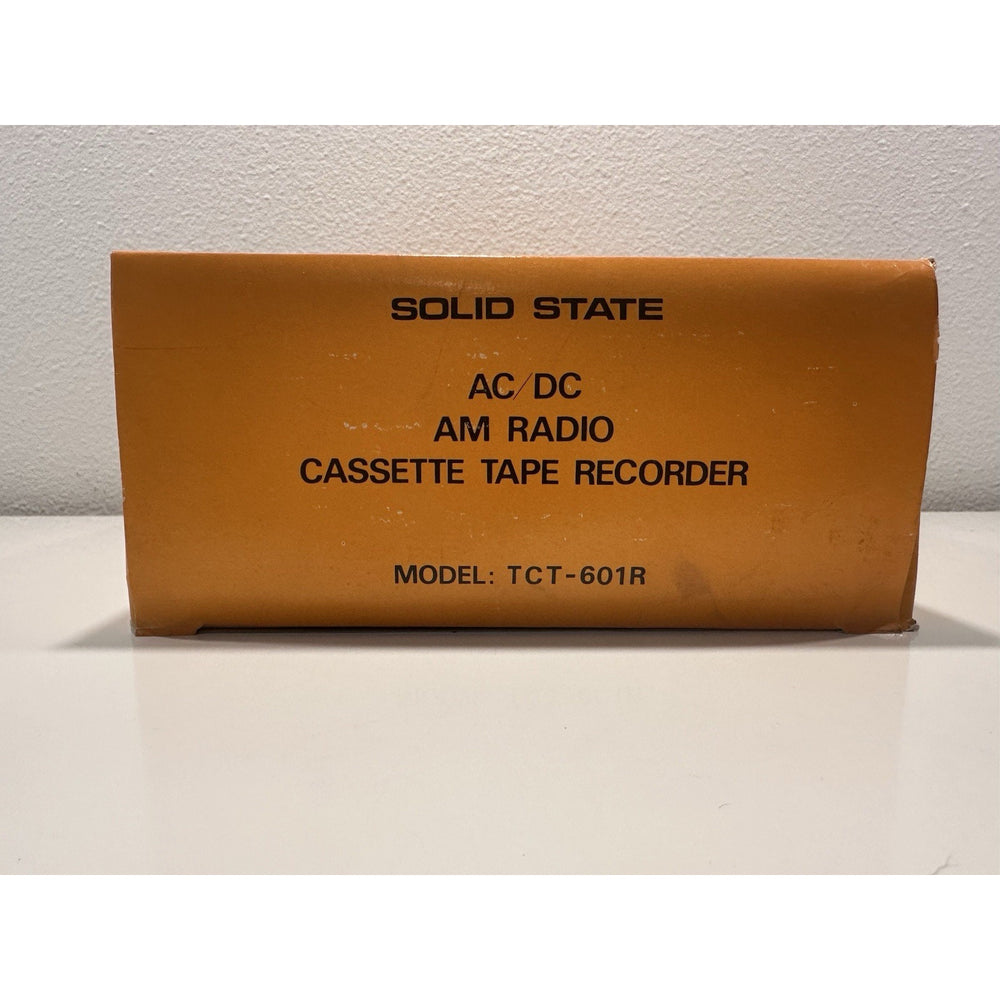 SOLID STATE
AC/DC
AM RADIO
CASSETTE TAPE RECORDER
MODEL: TCT-601R